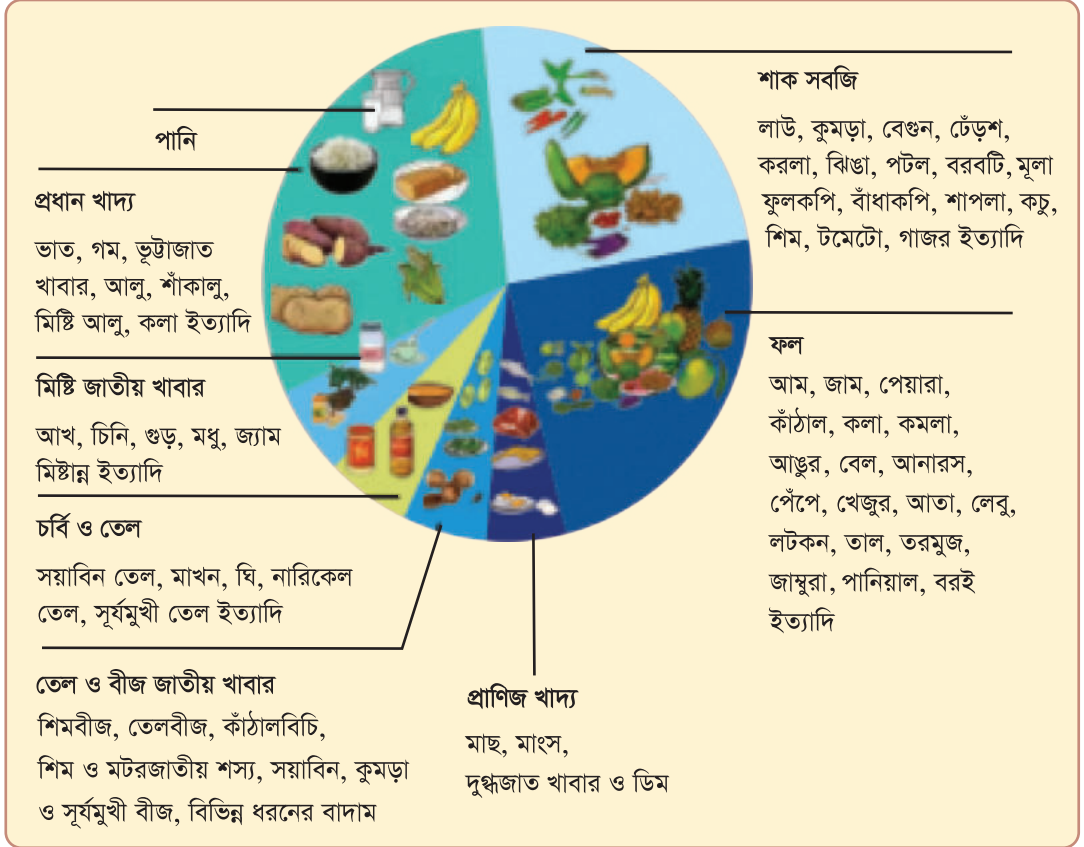 পানি
প্রধান খাদ্য
ভাত, গম, ভূট্টাজাত
খাবার, আলু, শাঁকালু,
মিষ্টি আলু, কলা ইত্যাদি
মিষ্টি জাতীয় খাবার
আখ, চিনি, গুড়, মধু, জ্যাম
মিষ্টান্ন ইত্যাদি
চর্বি ও তেল
সয়াবিন তেল, মাখন, ঘি, নারিকেল
তেল, সূর্যমুখী তেল ইত্যাদি
তেল ও বীজ জাতীয় খাবার
শিমবীজ, তেলবীজ, কাঁঠালবিচি,
শিম ও মটরজাতীয় শস্য, সয়াবিন, কুমড়া
ও সূর্যমুখী বীজ, বিভিন্ন ধরনের বাদাম
প্রাণিজ খাদ্য
মাছ, মাংস,
দুগ্ধজাত খাবার ও ডিম
শাক সবজি
লাউ, কুমড়া, বেগুন, ঢেঁড়শ,
করলা, ঝিঙা, পটল, বরবটি, মূলা
ফুলকপি, বাঁধাকপি, শাপলা, কচু,
শিম, টমেটো, গাজর ইত্যাদি
ফল
আম, জাম, পেয়ারা,
কাঁঠাল, কলা, কমলা,
আঙুর, বেল, আনারস,
পেঁপে, খেজুর, আতা, লেবু,
লটকন, তাল, তরমুজ,
জাম্বুরা, পানিয়াল, বরই
ইত্যাদি